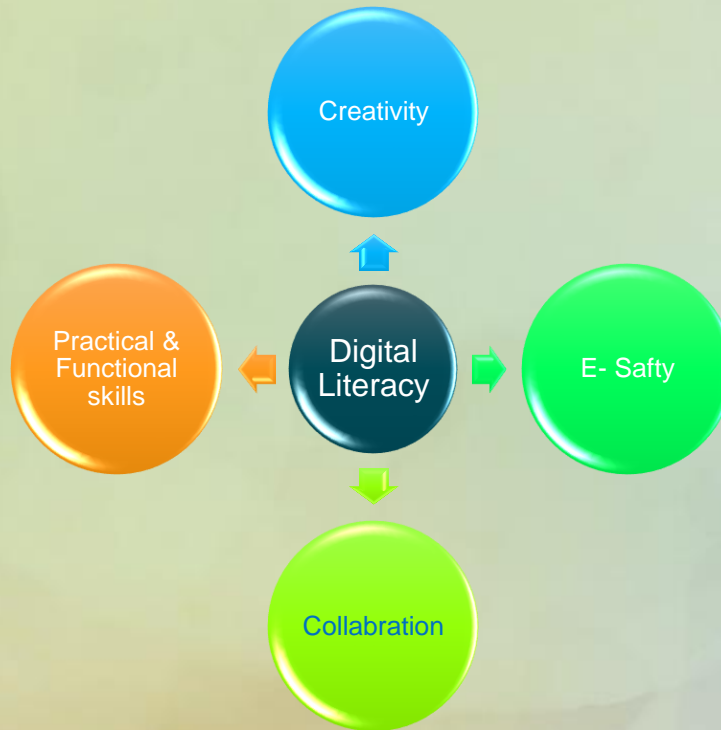 Creativity
Practical &
Functional
skills
Digital
Literacy
E- Safty
Collabration